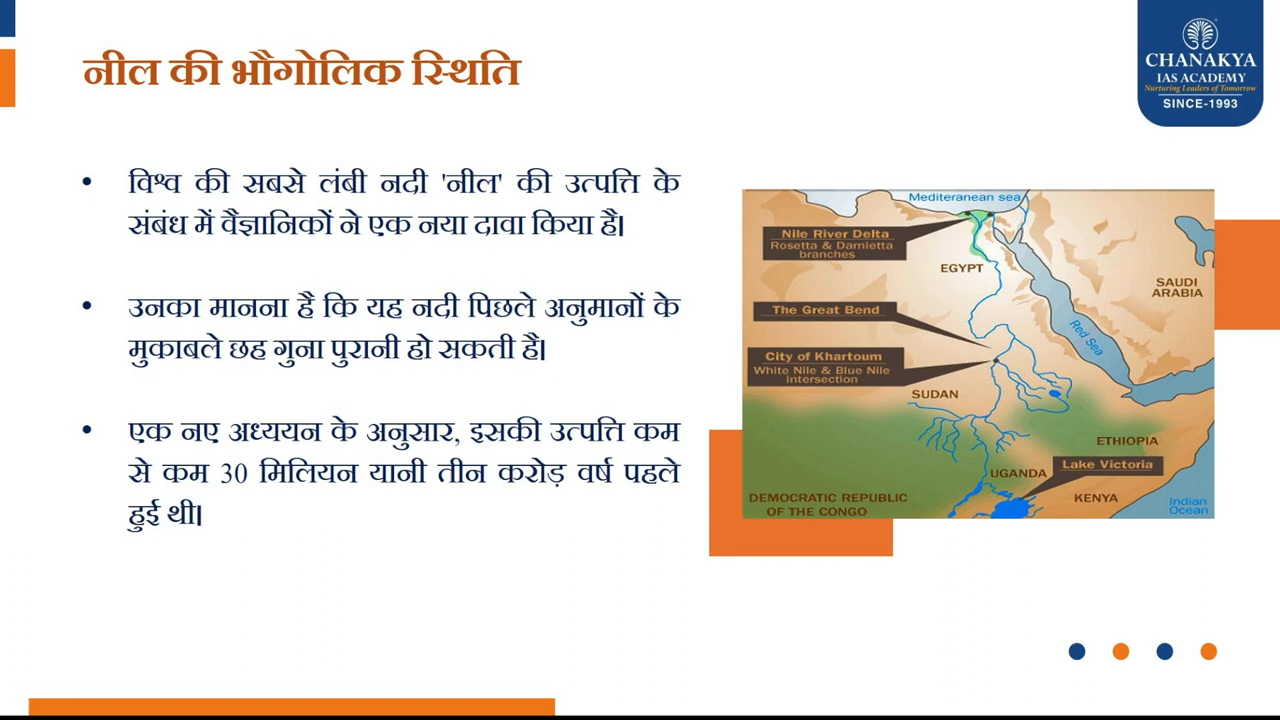 नील की भौगोलिक स्थिति
CHANAKYA
IAS ACADEMY
Nurturing Leaders of Tomorrow
SINCE-1993
• विश्व की सबसे लंबी नदी 'नील' की उत्पत्ति के
संबंध में वैज्ञानिकों ने एक नया दावा किया है।
• उनका मानना है कि यह नदी पिछले अनुमानों के
मुकाबले छह गुना पुरानी हो सकती है।
• एक नए अध्ययन के अनुसार, इसकी उत्पत्ति कम
से कम 30 मिलियन यानी तीन करोड़ वर्ष पहले
हुई थी।
Mediteranean sea
Nile River Delta
Rosetta & Damietta
branches
EGYPT
SAUDI
ARABIA
The Great Bend
Red Sea
City of Khartoum
White Nile & Blue Nile
intersection
SUDAN
ETHIOPIA
Lake Victoria
UGANDA
DEMOCRATIC REPUBLIC
OF THE CONGO
KENYA
Indian
Ocean